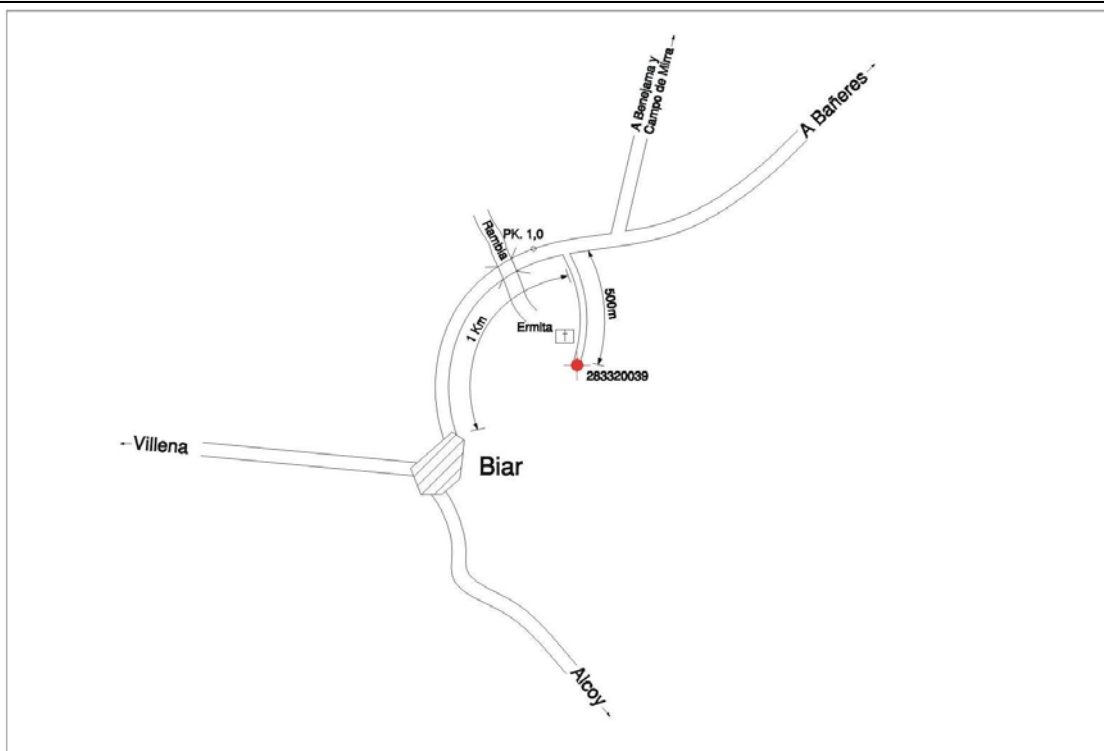 A Benejama y
Campo de Mirra
A Bañeres
Rambla
PK. 1,0
500m
1 Km
Ermita
283320039
Villena
Biar
Alcoy